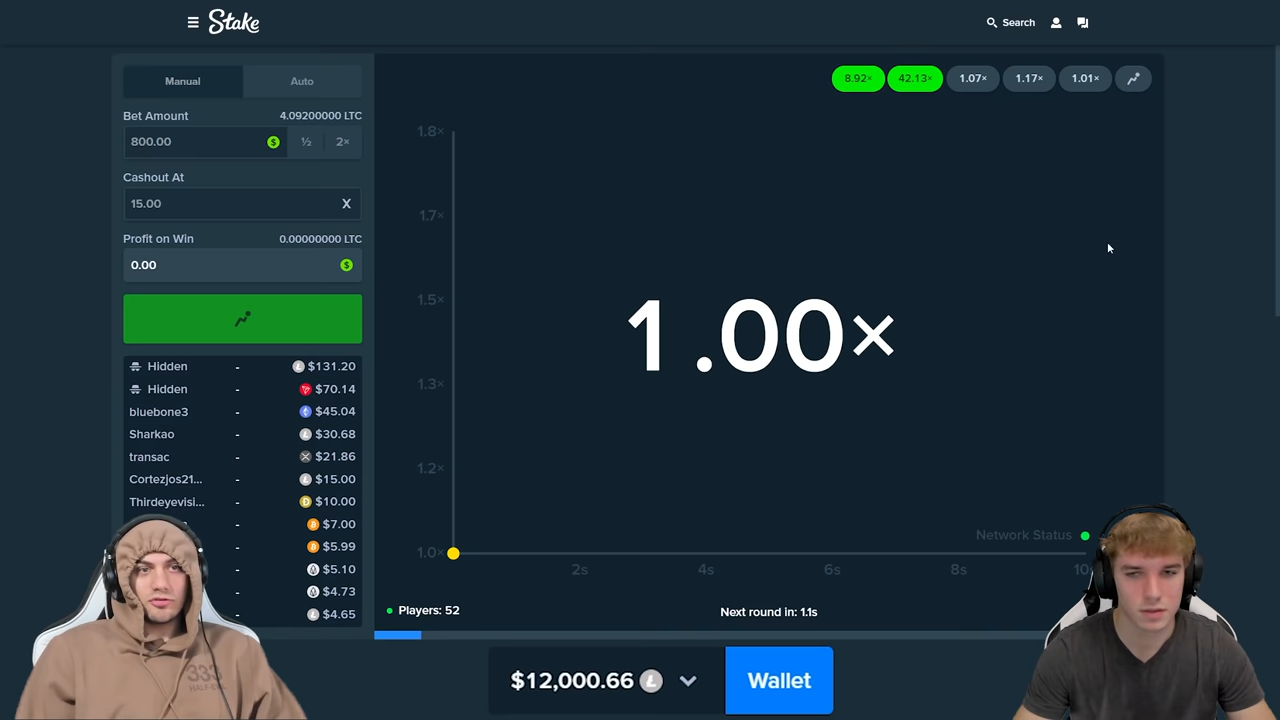 Stake
Search
Manual
Auto
8.92×
42.13×
1.07×
1.17×
1.01×
Bet Amount
4.09200000 LTC
800.00
$
½
2×
Cashout At
15.00
X
Profit on Win
0.00000000 LTC
0.00
$
1.8×
1.7×
1.5×
1.3×
1.2×
1.0×
1.00×
Hidden - $131.20
Hidden - $70.14
bluebone3 - $45.04
Sharkao - $30.68
transac - $21.86
Cortezjos21... - $15.00
Thirdeyevisi... - $10.00
- $7.00
- $5.99
- $5.10
- $4.73
- $4.65
Network Status
2s
4s
6s
8s
Players: 52
Next round in: 1.1s
$12,000.66
Wallet
333